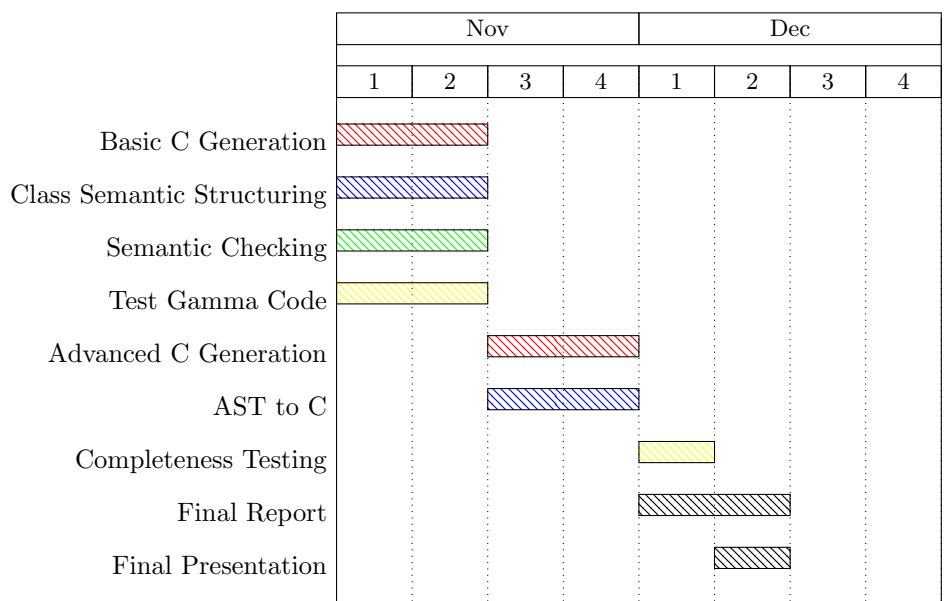 Nov Dec
1 2 3 4 1 2 3 4
Basic C Generation
Class Semantic Structuring
Semantic Checking
Test Gamma Code
Advanced C Generation
AST to C
Completeness Testing
Final Report
Final Presentation